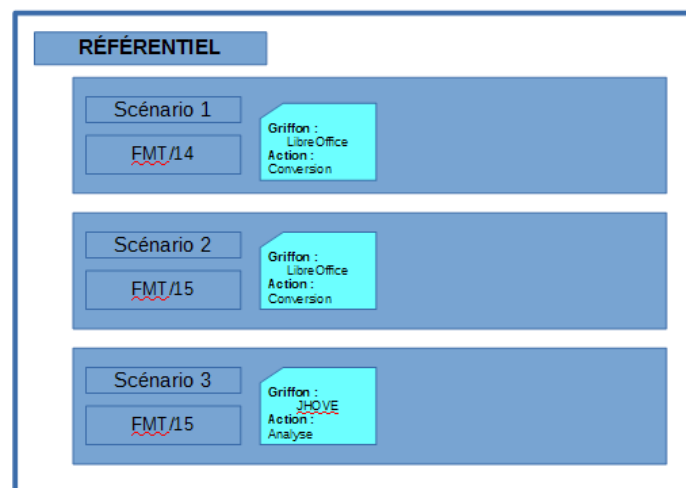 RÉFÉRENTIEL
Scénario 1
FMT/14
Griffon :
LibreOffice
Action :
Conversion
Scénario 2
FMT/15
Griffon :
LibreOffice
Action :
Conversion
Scénario 3
FMT/15
Griffon :
JHOVE
Action :
Analyse